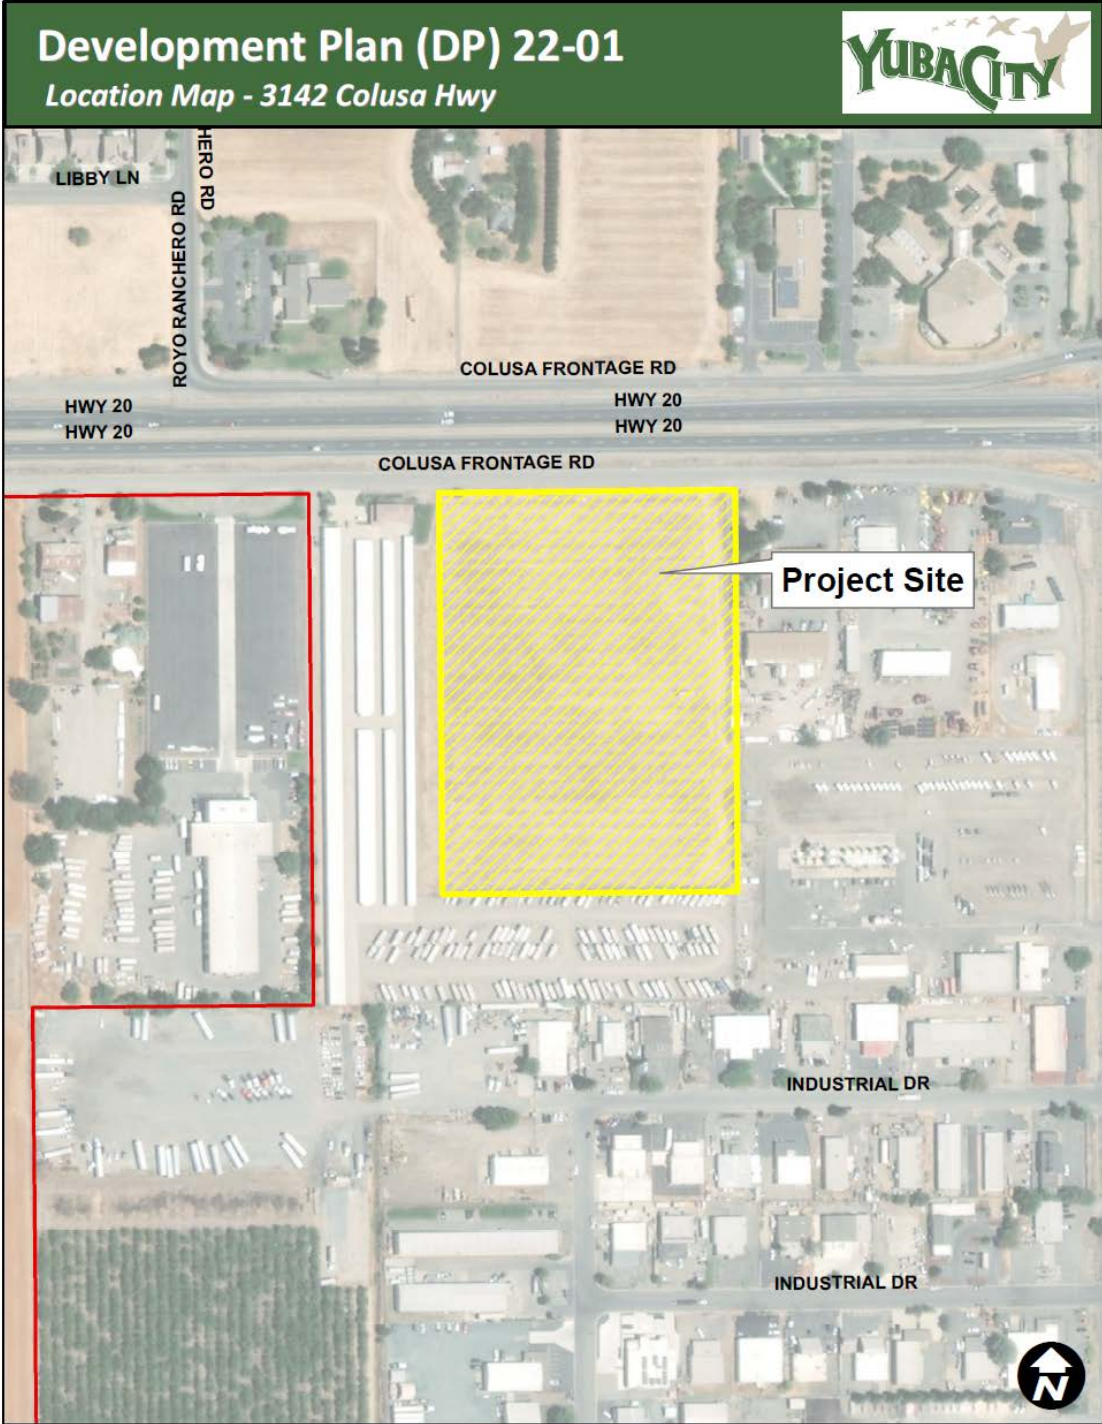 Development Plan (DP) 22-01
Location Map - 3142 Colusa Hwy
YUBA CITY
HERO RD
LIBBY LN
ROYO RANCHERO RD
COLUSA FRONTAGE RD
HWY 20
HWY 20
HWY 20
HWY 20
COLUSA FRONTAGE RD
Project Site
INDUSTRIAL DR
INDUSTRIAL DR
N